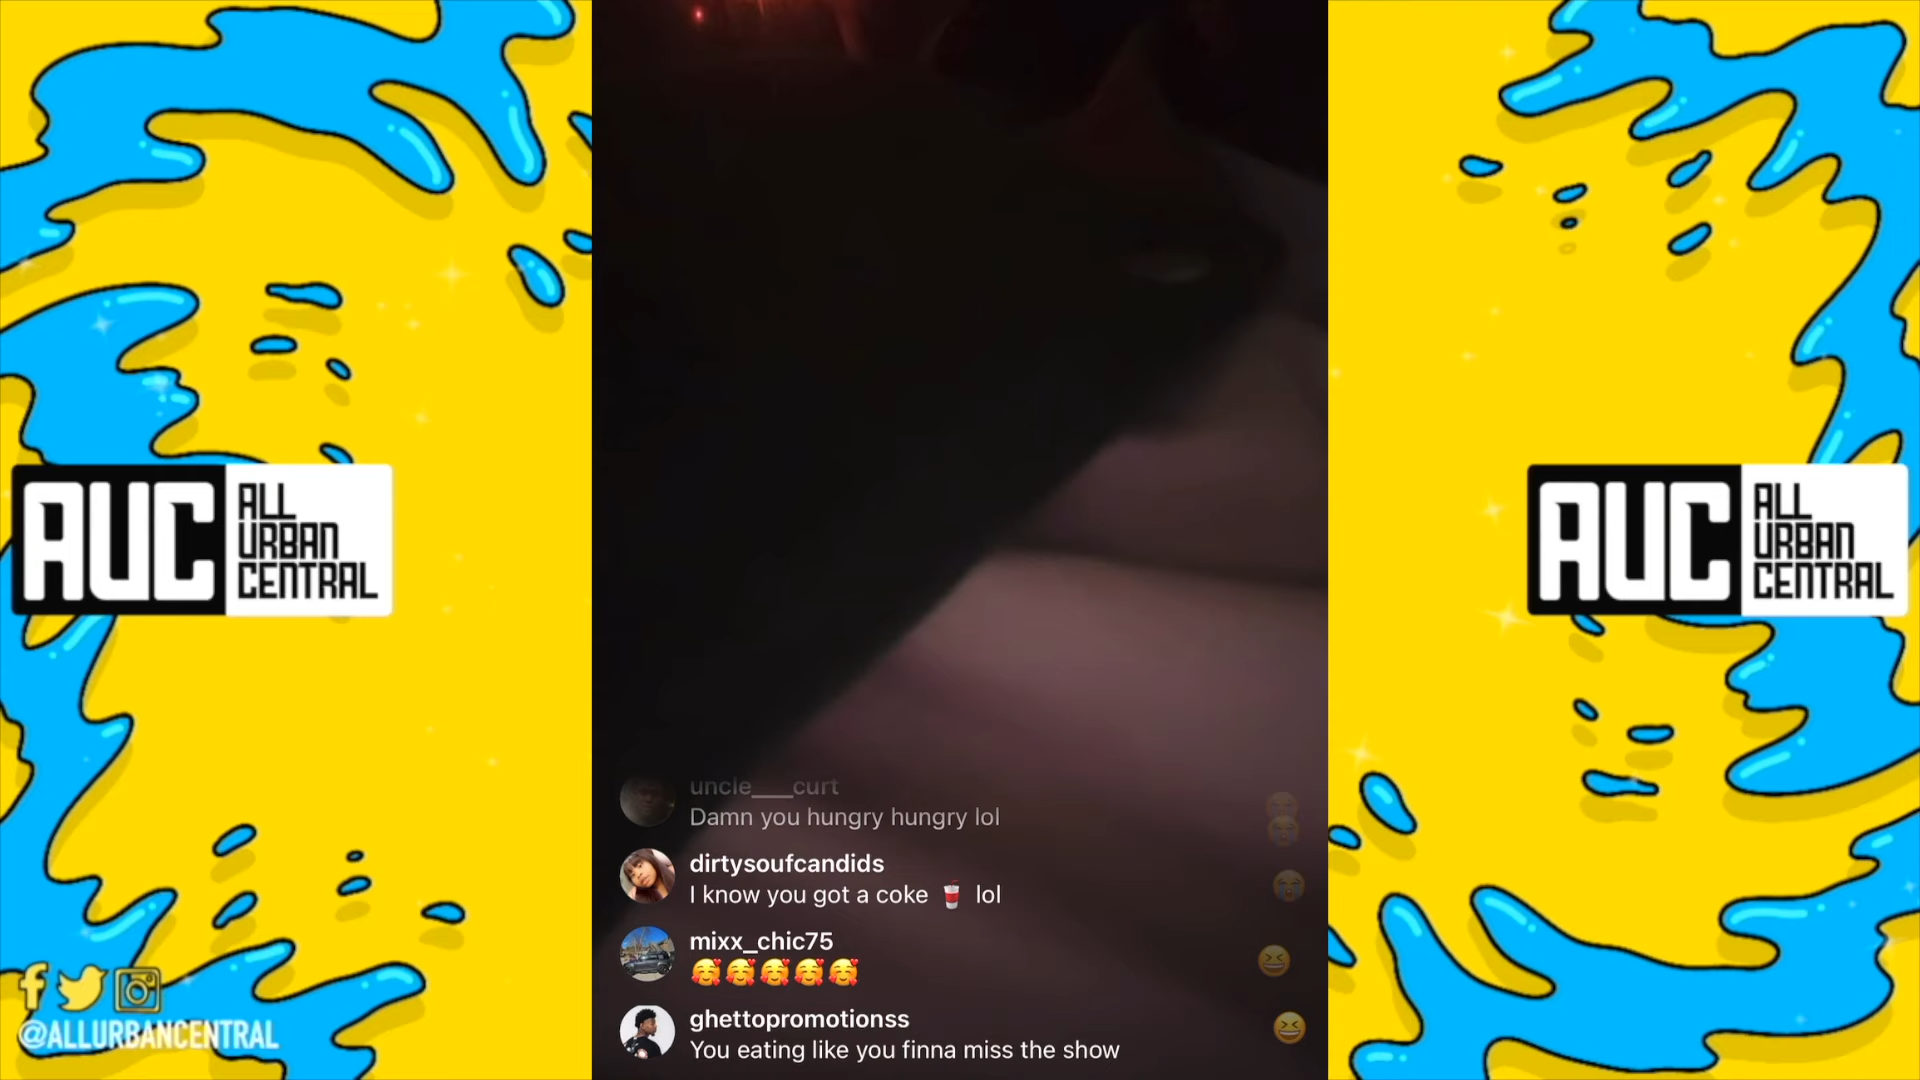 AUC
ALL
URBAN
CENTRAL
@ALLURBANCENTRAL
uncle___curt
Damn you hungry hungry lol
dirtysoufcandids
I know you got a coke 🥤 lol
mixx_chic75
🥰🥰🥰🥰🥰
ghettopromotionss
You eating like you finna miss the show
AUC
ALL
URBAN
CENTRAL